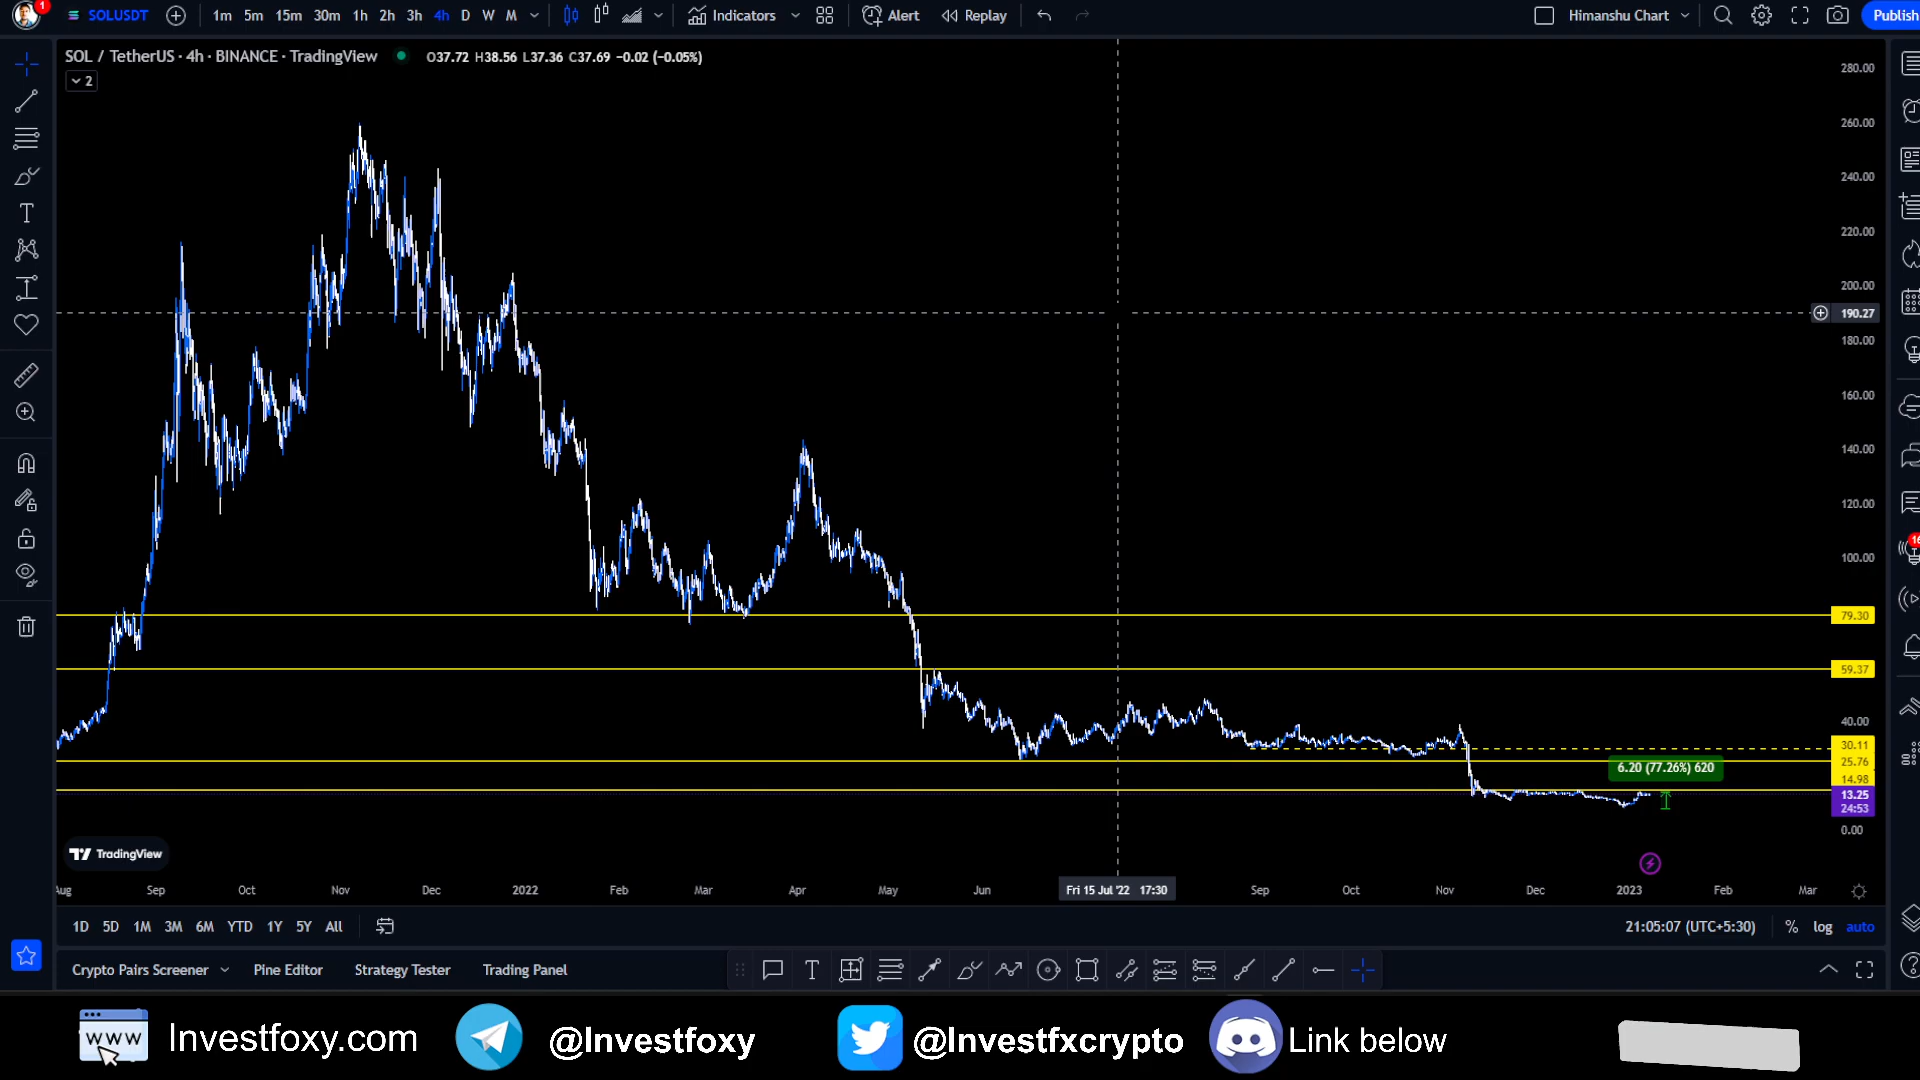 1
SOLUSDT 1m 5m 15m 30m 1h 2h 3h 4h D W M Indicators Alert Replay Himanshu Chart Publish
SOL / TetherUS · 4h · BINANCE · TradingView O37.72 H38.56 L37.36 C37.69 −0.02 (−0.05%)
2
280.00
260.00
240.00
220.00
200.00
190.27
180.00
160.00
140.00
120.00
100.00
79.30
59.37
40.00
30.11
25.76
14.98
13.25
24:53
0.00
16
6.20 (77.26%) 620
TradingView
Aug Sep Oct Nov Dec 2022 Feb Mar Apr May Jun Fri 15 Jul '22 17:30 Sep Oct Nov Dec 2023 Feb Mar
1D 5D 1M 3M 6M YTD 1Y 5Y All 21:05:07 (UTC+5:30) % log auto
Crypto Pairs Screener Pine Editor Strategy Tester Trading Panel
www Investfoxy.com @Investfoxy @Investfxcrypto Link below